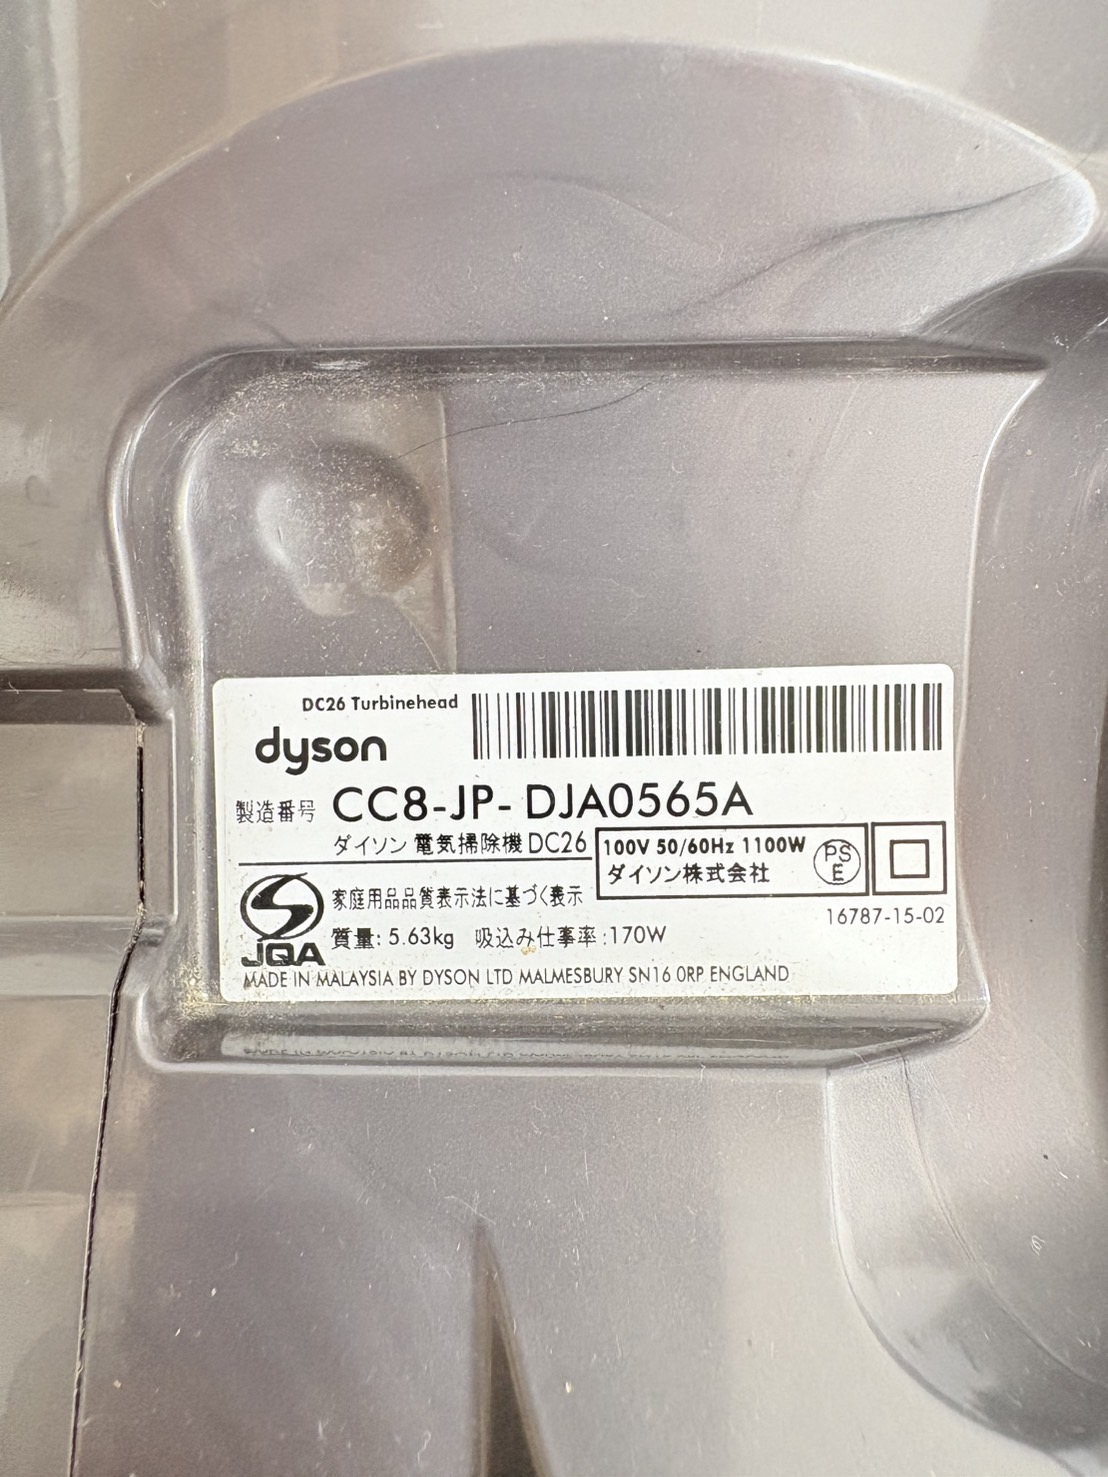 DC26 Turbinehead
dyson
製造番号 CC8-JP-DJA0565A
ダイソン 電気掃除機 DC26
100V 50/60Hz 1100W
ダイソン株式会社
PS
E
16787-15-02
JQA
家庭用品品質表示法に基づく表示
質量: 5.63kg 吸込み仕事率:170W
MADE IN MALAYSIA BY DYSON LTD MALMESBURY SN16 0RP ENGLAND